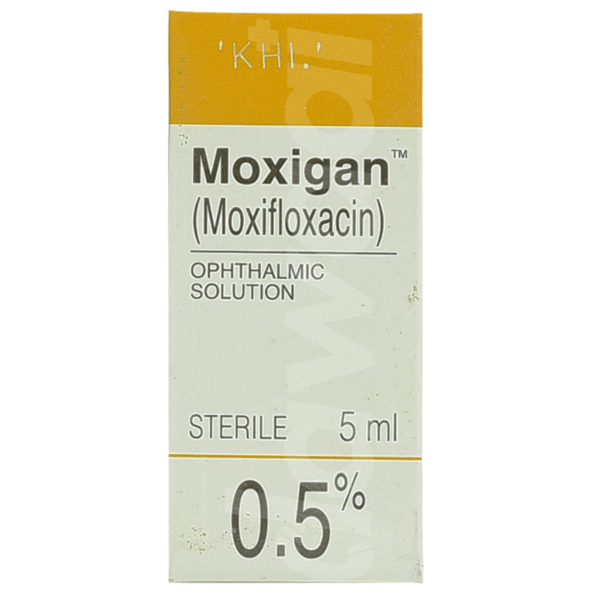 'KHI.'
Moxigan™
(Moxifloxacin)
OPHTHALMIC
SOLUTION
STERILE 5 ml
0.5%